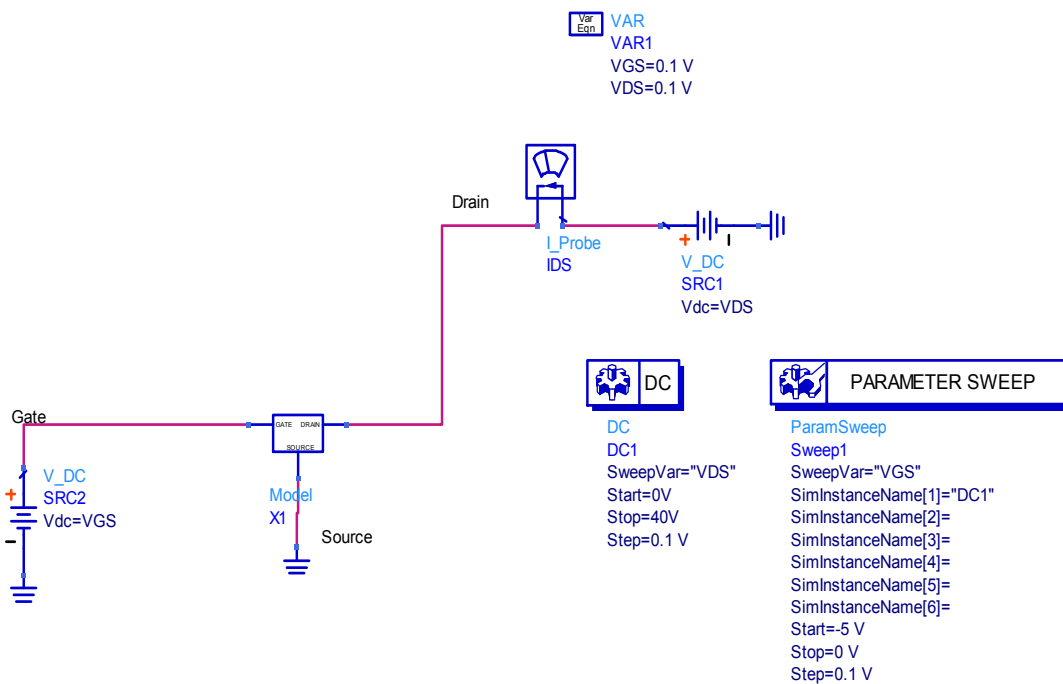 Var
Eqn
VAR
VAR1
VGS=0.1 V
VDS=0.1 V
Drain
I_Probe
IDS
V_DC
SRC1
Vdc=VDS
DC
DC
DC1
SweepVar="VDS"
Start=0V
Stop=40V
Step=0.1 V
PARAMETER SWEEP
ParamSweep
Sweep1
SweepVar="VGS"
SimInstanceName[1]="DC1"
SimInstanceName[2]=
SimInstanceName[3]=
SimInstanceName[4]=
SimInstanceName[5]=
SimInstanceName[6]=
Start=-5 V
Stop=0 V
Step=0.1 V
Gate
V_DC
SRC2
Vdc=VGS
GATE DRAIN
SOURCE
Model
X1
Source